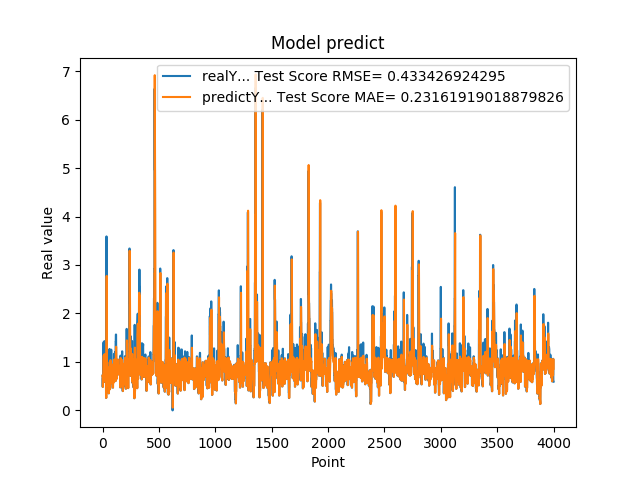 Model predict
realY... Test Score RMSE= 0.433426924295
predictY... Test Score MAE= 0.23161919018879826
Real value
7
6
5
4
3
2
1
0
0 500 1000 1500 2000 2500 3000 3500 4000
Point